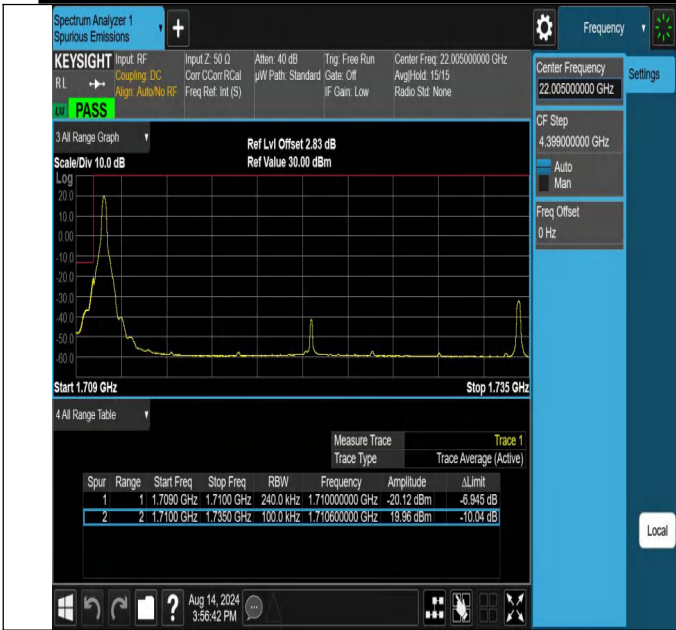 Spectrum Analyzer 1
Spurious Emissions
Frequency
KEYSIGHT
Input: RF
Coupling: DC
Align: Auto/No RF
Input Z: 50 Ω
Corr CCorr RCal
Freq Ref: Int (S)
Atten: 40 dB
µW Path: Standard
Trig: Free Run
Gate: Off
IF Gain: Low
Center Freq: 22.005000000 GHz
Avg|Hold: 15/15
Radio Std: None
R L
LXI
PASS
Center Frequency
22.005000000 GHz
Settings
CF Step
4.399000000 GHz
Auto
Man
Freq Offset
0 Hz
3 All Range Graph
Ref Lvl Offset 2.83 dB
Scale/Div 10.0 dB
Ref Value 30.00 dBm
Log
20.0
10.0
0.00
-10.0
-20.0
-30.0
-40.0
-50.0
-60.0
Start 1.709 GHz
Stop 1.735 GHz
4 All Range Table
Measure Trace Trace 1
Trace Type Trace Average (Active)
Spur Range Start Freq Stop Freq RBW Frequency Amplitude ΔLimit
1 1 1.7090 GHz 1.7100 GHz 240.0 kHz 1.710000000 GHz -20.12 dBm -6.945 dB
2 2 1.7100 GHz 1.7350 GHz 100.0 kHz 1.710600000 GHz 19.96 dBm -10.04 dB
Local
?
Aug 14, 2024
3:56:42 PM